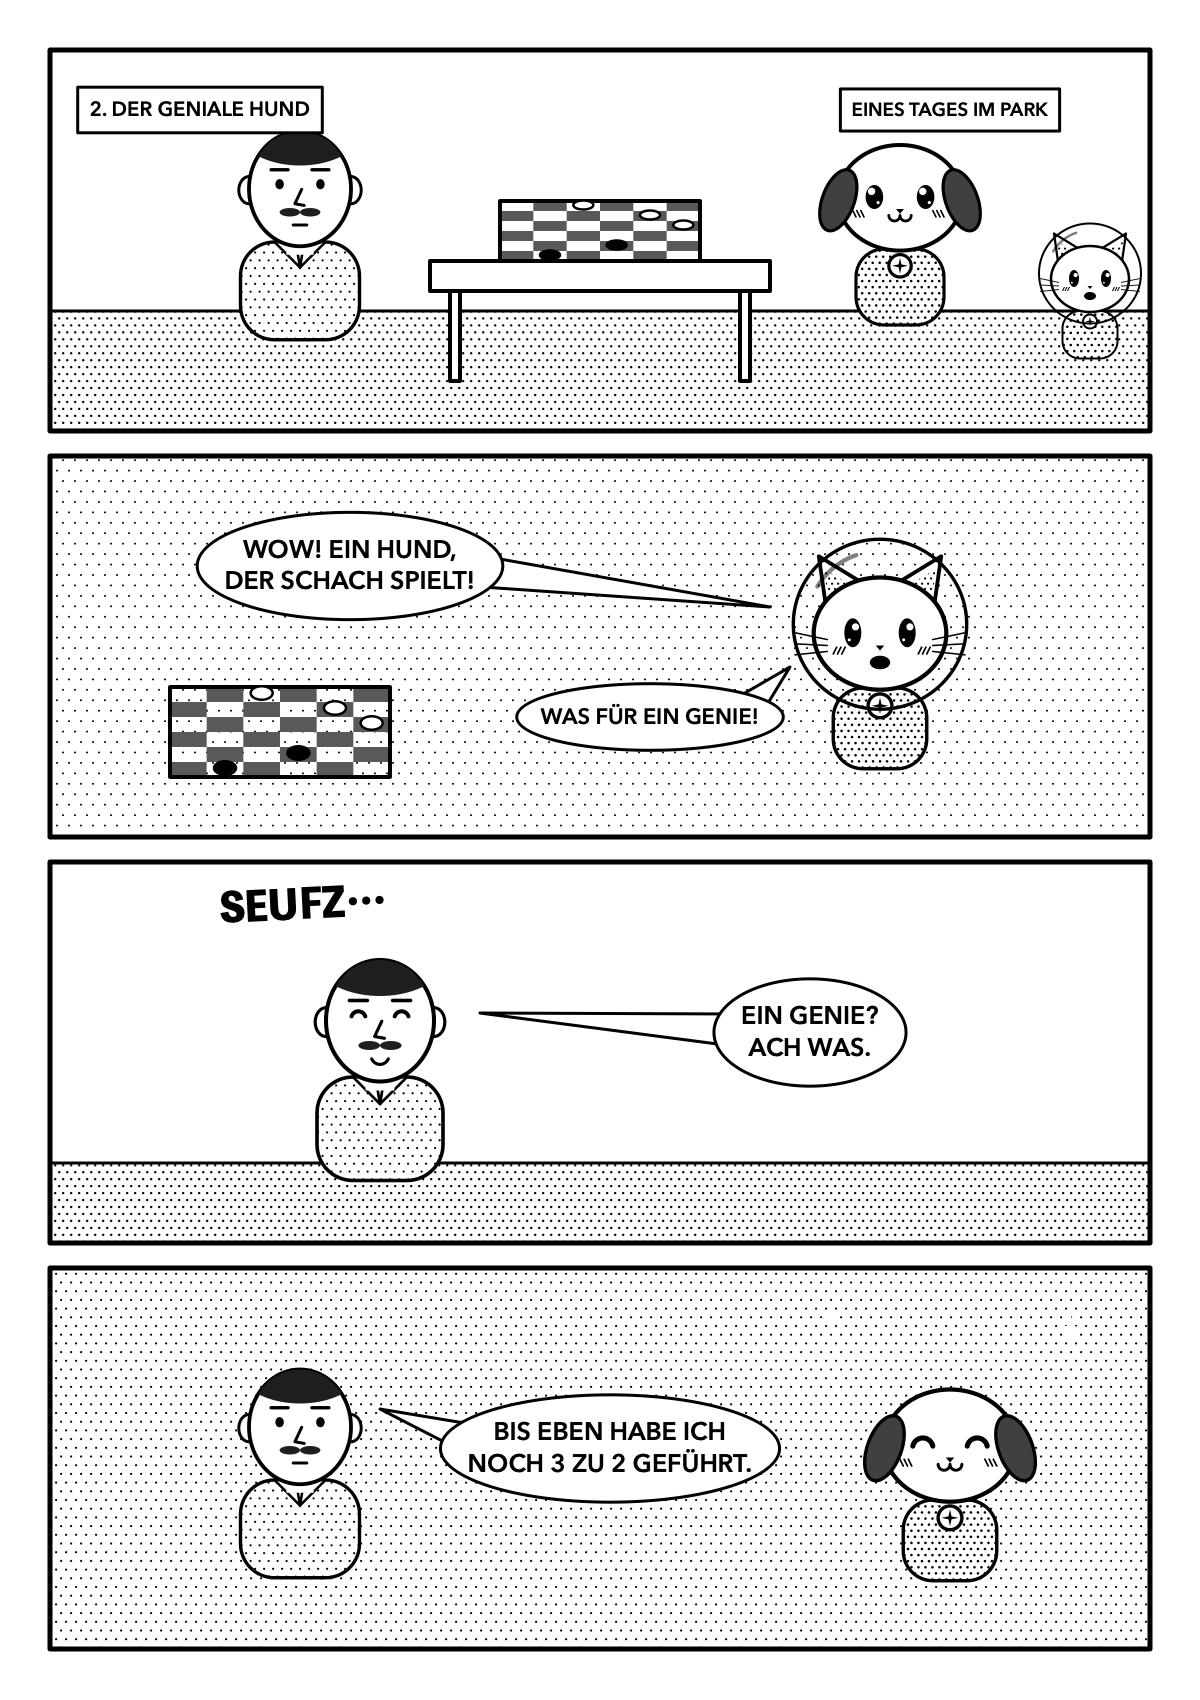 2. DER GENIALE HUND
EINES TAGES IM PARK
WOW! EIN HUND,
DER SCHACH SPIELT!
WAS FÜR EIN GENIE!
SEUFZ…
EIN GENIE?
ACH WAS.
BIS EBEN HABE ICH
NOCH 3 ZU 2 GEFÜHRT.